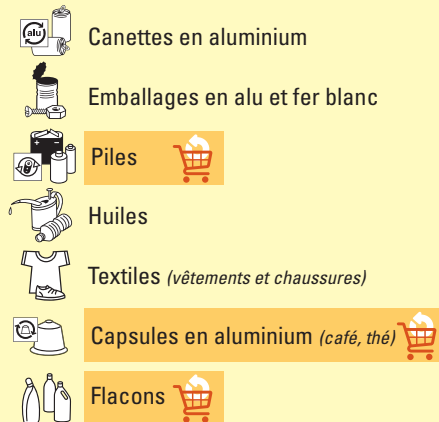 alu
Canettes en aluminium
Emballages en alu et fer blanc
Piles
Huiles
Textiles (vêtements et chaussures)
Capsules en aluminium (café, thé)
Flacons